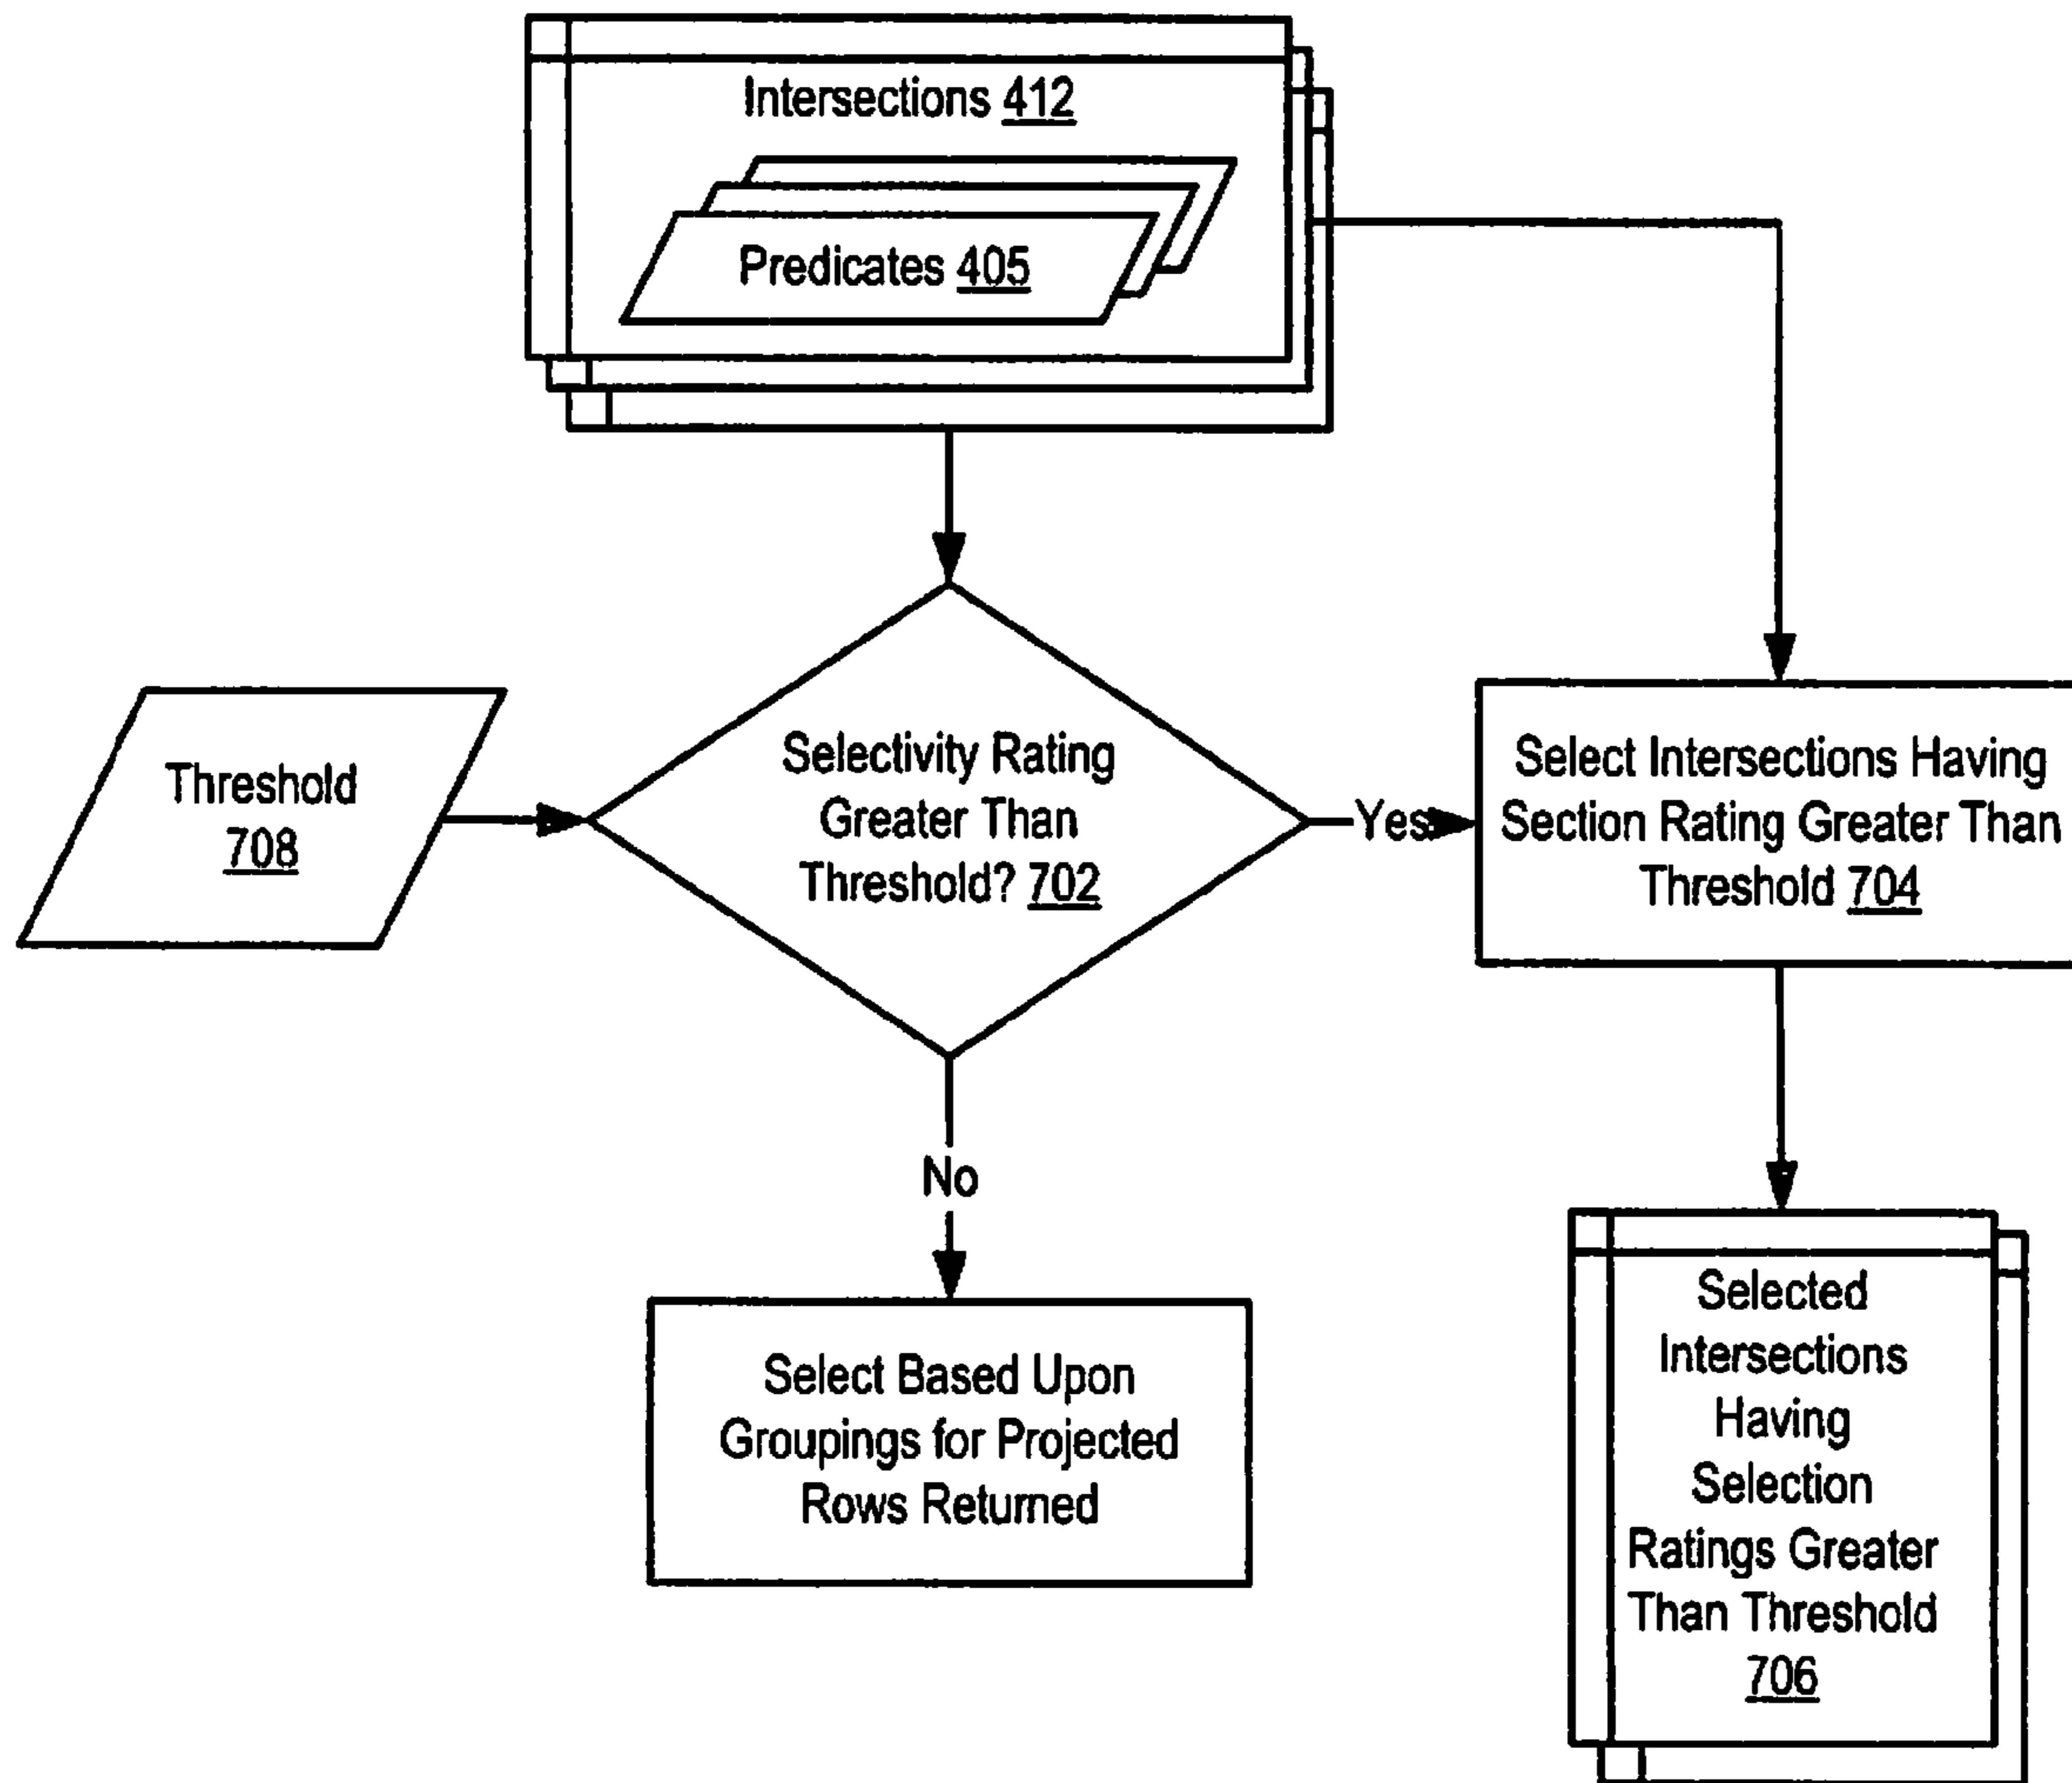 Intersections 412
Predicates 405
Threshold
708
Selectivity Rating
Greater Than
Threshold? 702
Yes
Select Intersections Having
Section Rating Greater Than
Threshold 704
No
Select Based Upon
Groupings for Projected
Rows Returned
Selected
Intersections
Having
Selection
Ratings Greater
Than Threshold
706